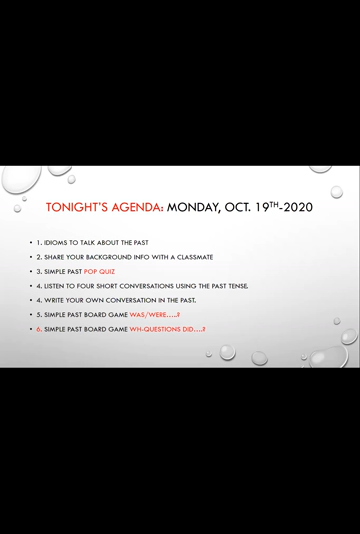 TONIGHT'S AGENDA: MONDAY, OCT. 19TH-2020
• 1. IDIOMS TO TALK ABOUT THE PAST
• 2. SHARE YOUR BACKGROUND INFO WITH A CLASSMATE
• 3. SIMPLE PAST POP QUIZ
• 4. LISTEN TO FOUR SHORT CONVERSATIONS USING THE PAST TENSE.
• 4. WRITE YOUR OWN CONVERSATION IN THE PAST.
• 5. SIMPLE PAST BOARD GAME WAS/WERE.....?
• 6. SIMPLE PAST BOARD GAME WH-QUESTIONS DID....?